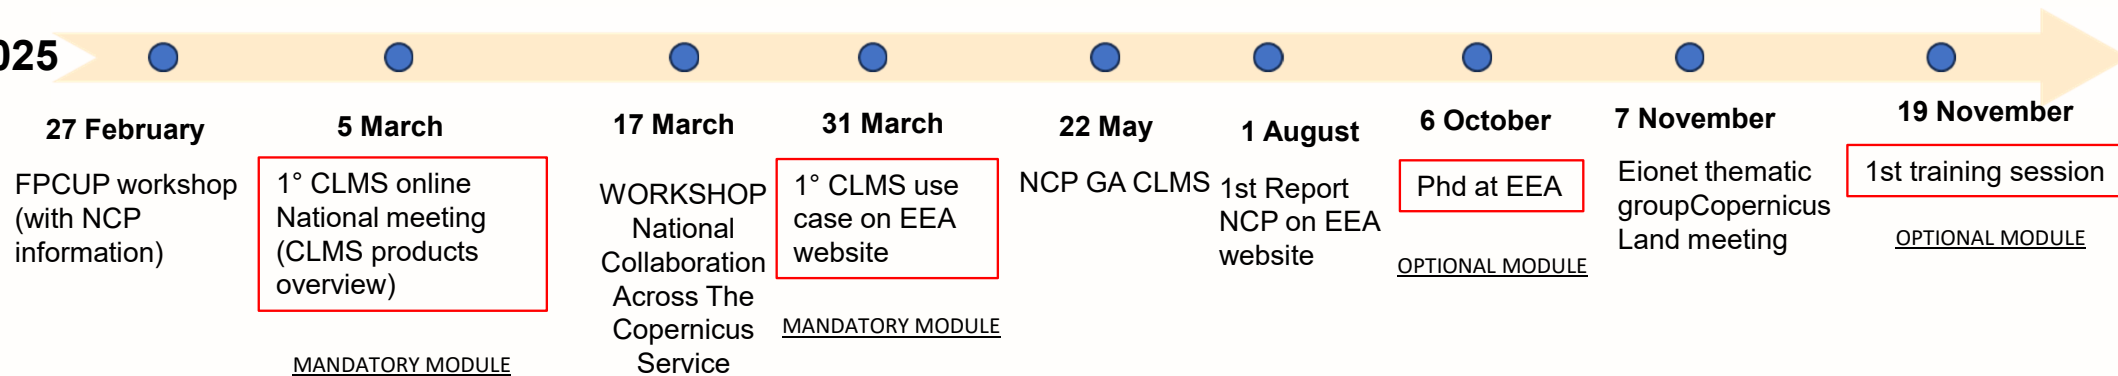 025
27 February
FPCUP workshop
(with NCP
information)
5 March
1° CLMS online
National meeting
(CLMS products
overview)
MANDATORY MODULE
17 March
WORKSHOP
National
Collaboration
Across The
Copernicus
Service
31 March
1° CLMS use
case on EEA
website
MANDATORY MODULE
22 May
NCP GA CLMS
1 August
1st Report
NCP on EEA
website
6 October
Phd at EEA
OPTIONAL MODULE
7 November
Eionet thematic
groupCopernicus
Land meeting
19 November
1st training session
OPTIONAL MODULE